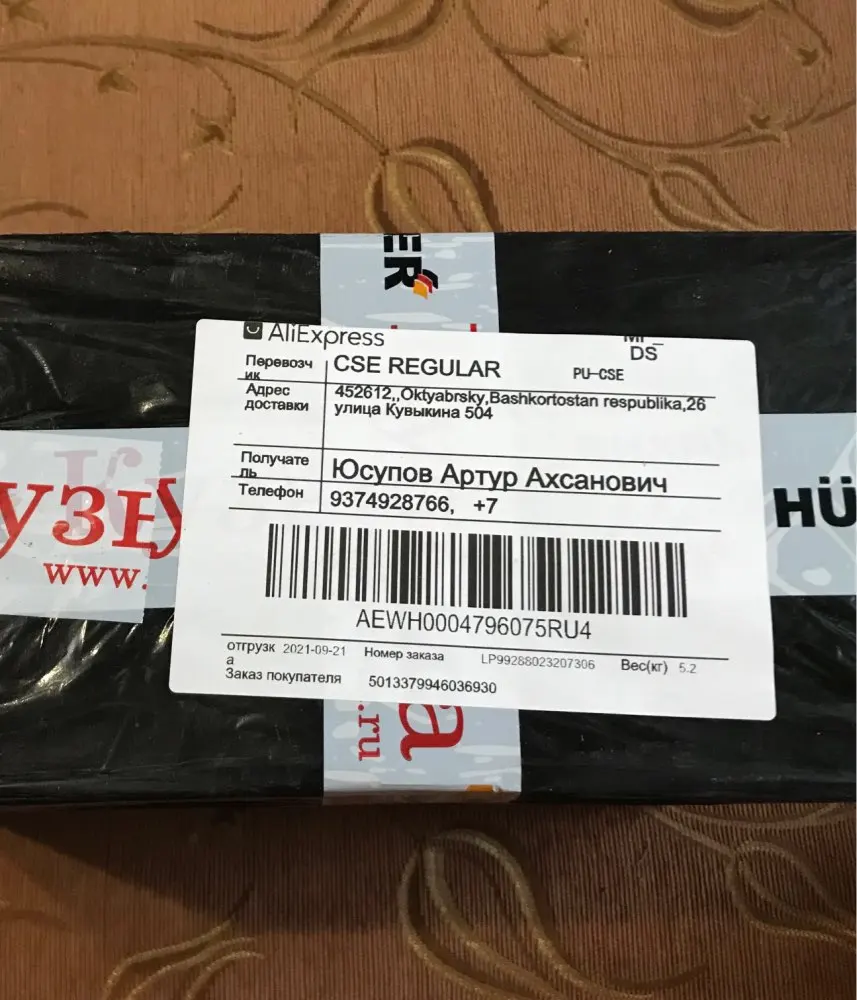 ER
AliExpress
DS
Перевозч
ик
CSE REGULAR
PU-CSE
Адрес
доставки
452612,,Oktyabrsky,Bashkortostan respublika,26
улица Кувыкина 504
Получате
ль
Юсупов Артур Ахсанович
Телефон
9374928766, +7
AEWH0004796075RU4
отгрузк
а
2021-09-21
Номер заказа
LP99288023207306
Вес(кг) 5.2
Заказ покупателя
5013379946036930
УЗЕ
www.
HÜ
а
.ru